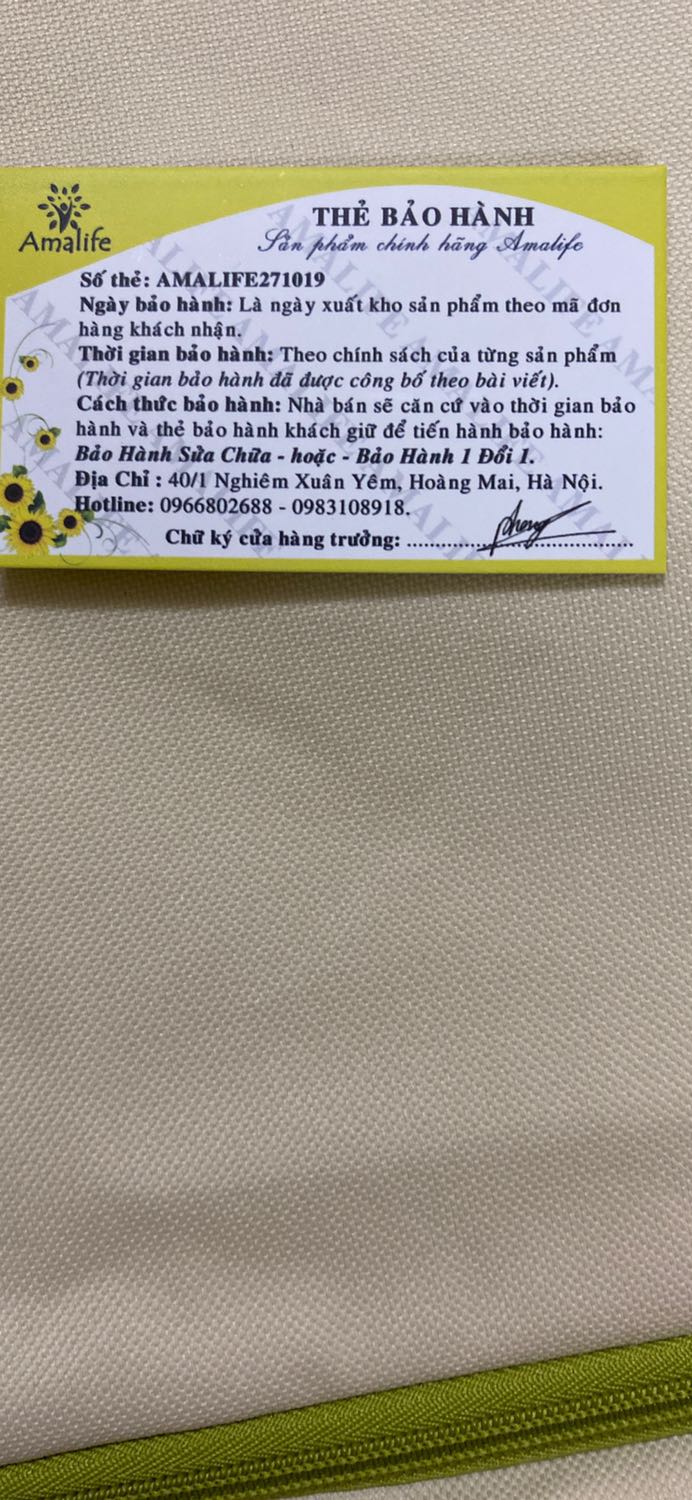 Amalife
THẺ BẢO HÀNH
Sản phẩm chính hãng Amalife
Số thẻ: AMALIFE271019
Ngày bảo hành: Là ngày xuất kho sản phẩm theo mã đơn
hàng khách nhận.
Thời gian bảo hành: Theo chính sách của từng sản phẩm
(Thời gian bảo hành đã được công bố theo bài viết).
Cách thức bảo hành: Nhà bán sẽ căn cứ vào thời gian bảo
hành và thẻ bảo hành khách giữ để tiến hành bảo hành:
Bảo Hành Sửa Chữa - hoặc - Bảo Hành 1 Đổi 1.
Địa Chỉ : 40/1 Nghiêm Xuân Yêm, Hoàng Mai, Hà Nội.
Hotline: 0966802688 - 0983108918.
Chữ ký cửa hàng trưởng: ....................................